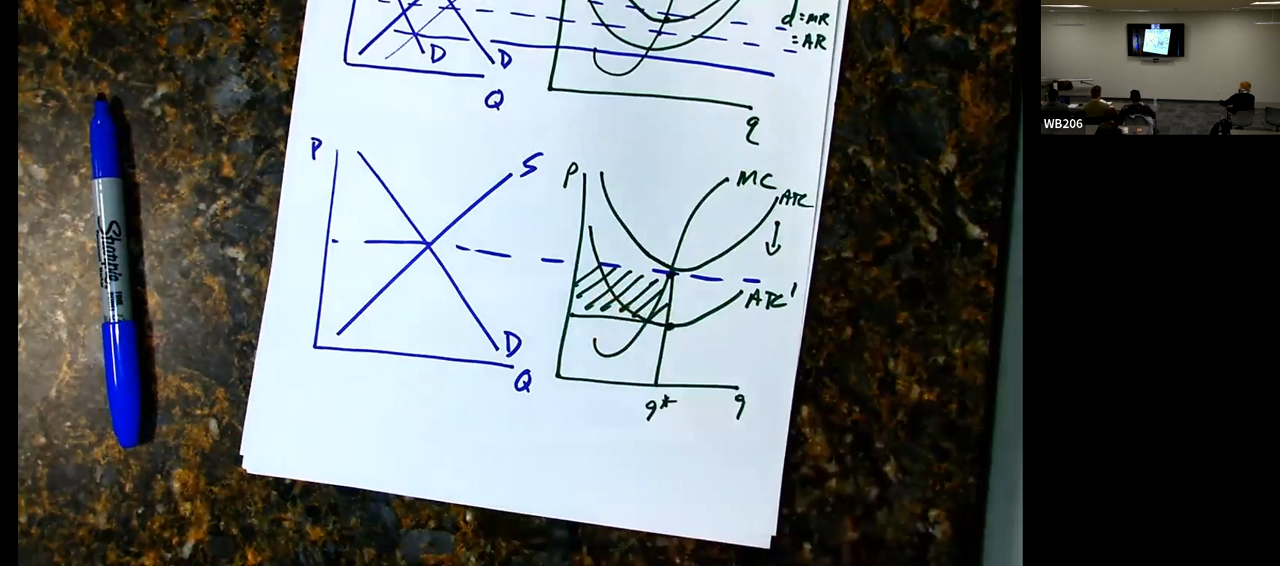 d=MR
=AR
D
D
Q
q
WB206
P
S
P
MC
ATC
↓
ATC'
D
Q
q*
q
Sharpie